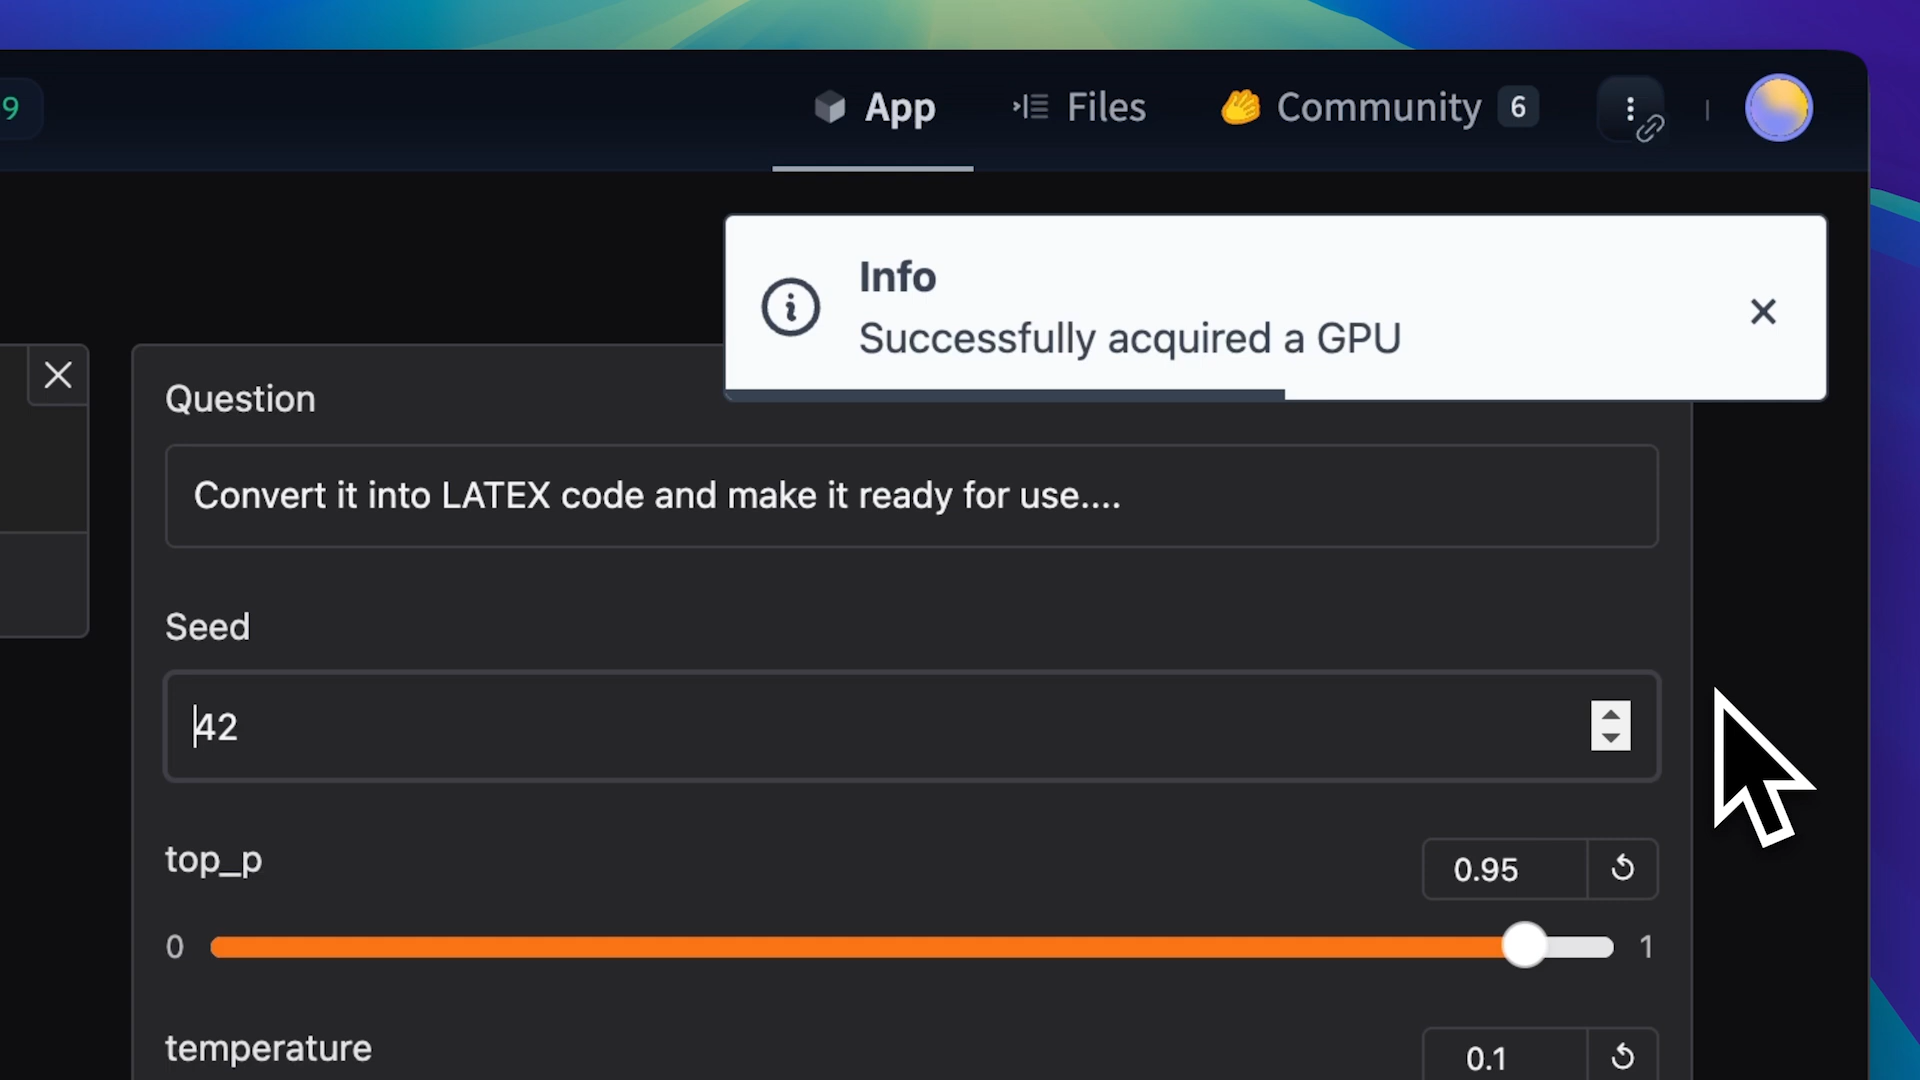 9
App
Files
Community 6
Info
Successfully acquired a GPU
Question
Convert it into LATEX code and make it ready for use....
Seed
42
top_p
0.95
0
1
temperature
0.1